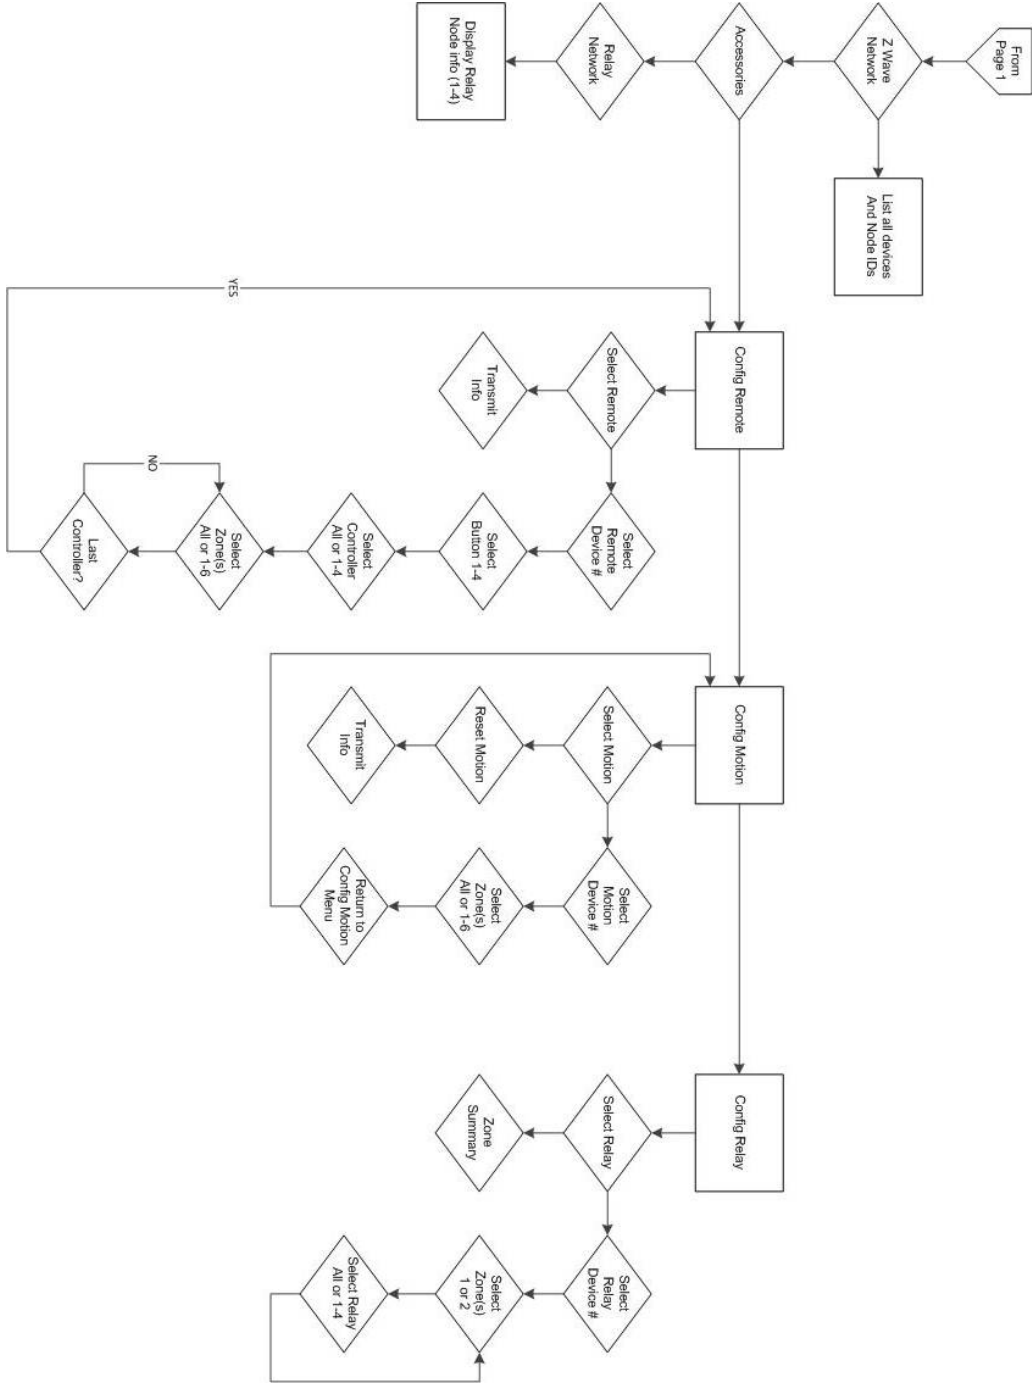 From
Page 1
Z Wave
Network
List all devices
And Node IDs
Accessories
Relay
Network
Display Relay
Node info (1-4)
Config Remote
Select Remote
Transmit
Info
Select
Remote
Device #
Select
Button 1-4
Select
Controller
All or 1-4
Select
Zone(s)
All or 1-6
Last
Controller?
NO
YES
Config Motion
Select Motion
Reset Motion
Transmit
Info
Select
Motion
Device #
Select
Zone(s)
All or 1-6
Return to
Config Motion
Menu
Config Relay
Select Relay
Zone
Summary
Select
Relay
Device #
Select
Zone(s)
1 or 2
Select Relay
All or 1-4